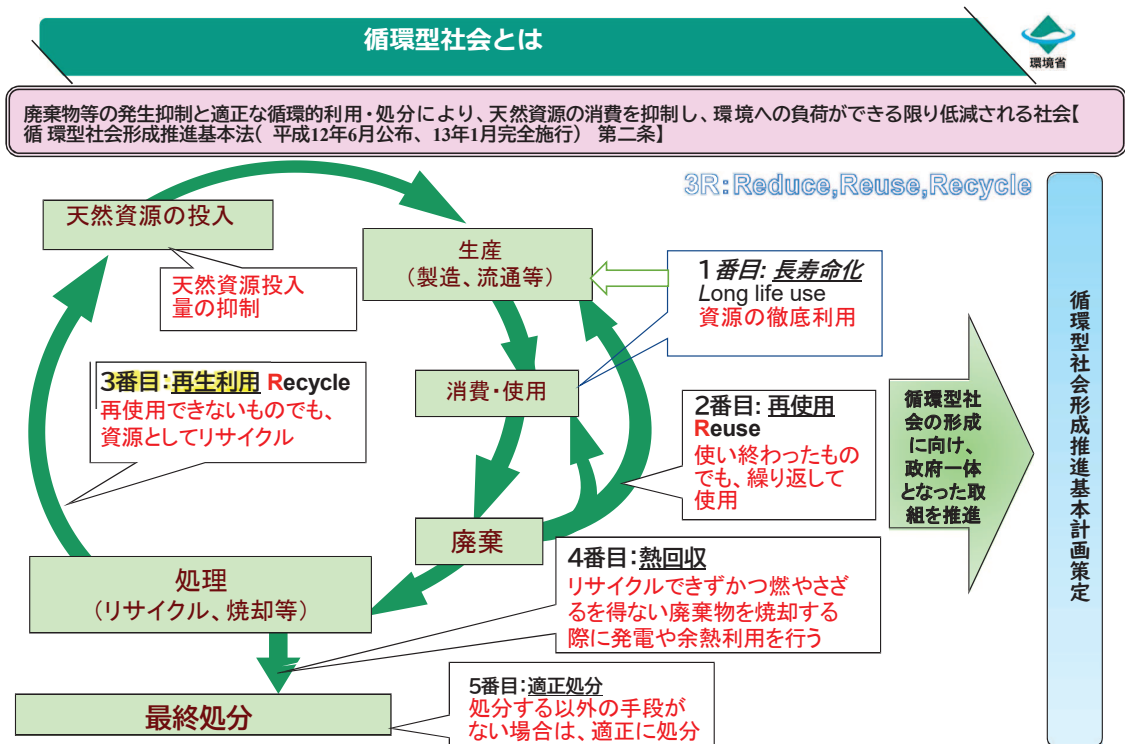 循環型社会とは
環境省
廃棄物等の発生抑制と適正な循環的利用・処分により、天然資源の消費を抑制し、環境への負荷ができる限り低減される社会【
循 環型社会形成推進基本法( 平成12年6月公布、13年1月完全施行) 第二条】
3R:Reduce,Reuse,Recycle
天然資源の投入
天然資源投入
量の抑制
生産
(製造、流通等)
1番目: 長寿命化
Long life use
資源の徹底利用
3番目:再生利用 Recycle
再使用できないものでも、
資源としてリサイクル
消費・使用
2番目: 再使用
Reuse
使い終わったもの
でも、繰り返して
使用
循環型社
会の形成
に向け、
政府一体
となった取
組を推進
循環型社会形成推進基本計画策定
廃棄
処理
(リサイクル、焼却等)
4番目:熱回収
リサイクルできずかつ燃やさざ
るを得ない廃棄物を焼却する
際に発電や余熱利用を行う
最終処分
5番目:適正処分
処分する以外の手段が
ない場合は、適正に処分